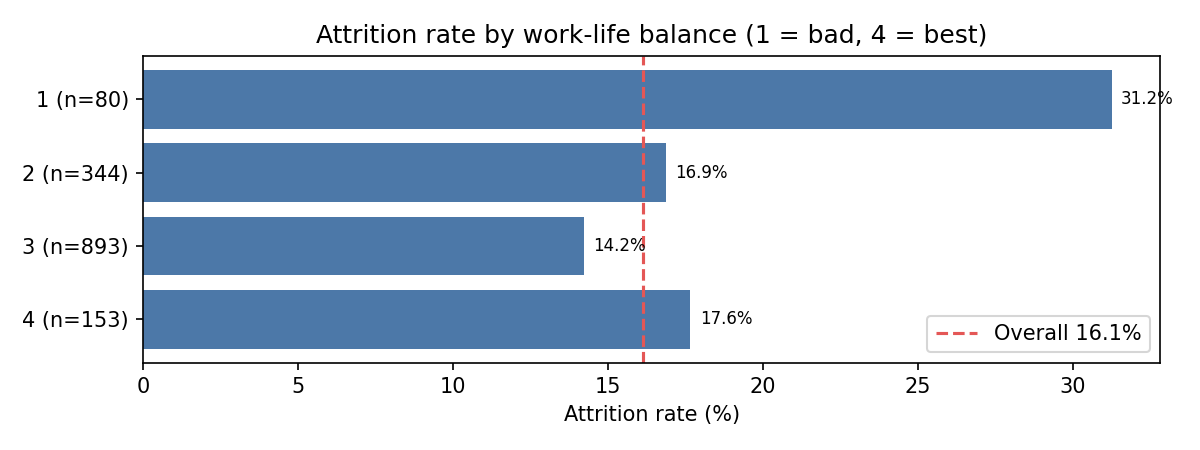 Attrition rate by work-life balance (1 = bad, 4 = best)
1 (n=80)
31.2%
2 (n=344)
16.9%
3 (n=893)
14.2%
4 (n=153)
17.6%
Overall 16.1%
0 5 10 15 20 25 30
Attrition rate (%)